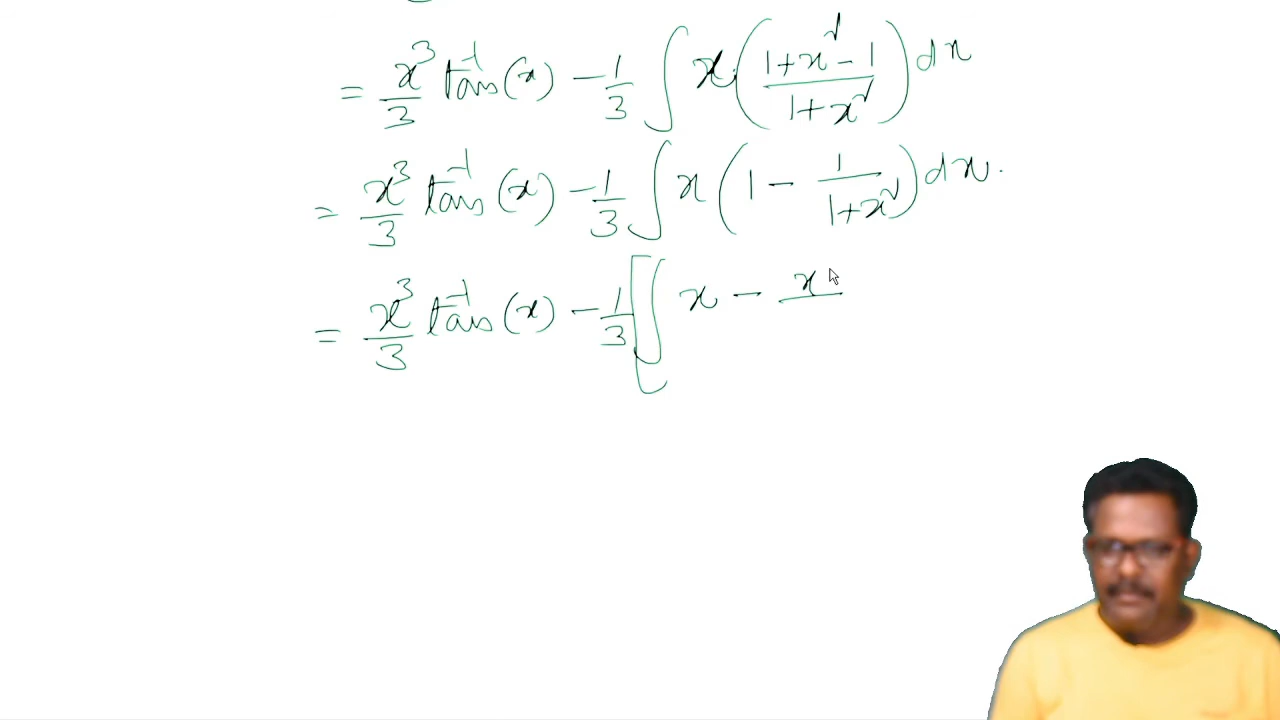 = x³/3 tan⁻¹(x) − 1/3 ∫ x·((1+x²−1)/(1+x²)) dx
= x³/3 tan⁻¹(x) − 1/3 ∫ x(1 − 1/(1+x²)) dx.
= x³/3 tan⁻¹(x) − 1/3 [∫ x − x/